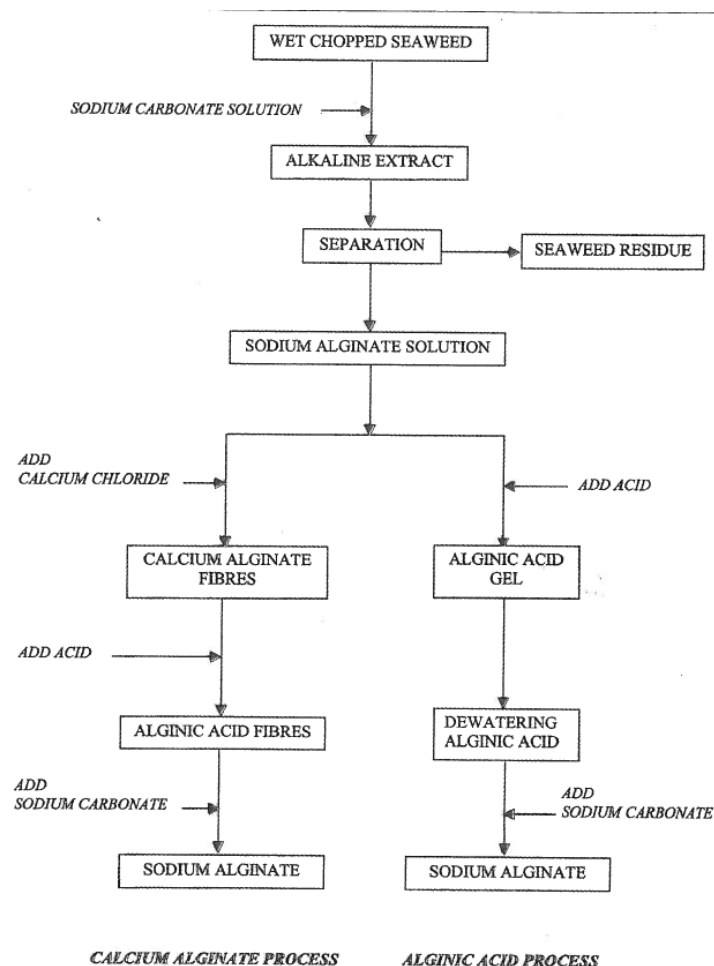 WET CHOPPED SEAWEED
SODIUM CARBONATE SOLUTION
ALKALINE EXTRACT
SEPARATION
SEAWEED RESIDUE
SODIUM ALGINATE SOLUTION
ADD
CALCIUM CHLORIDE
ADD ACID
CALCIUM ALGINATE
FIBRES
ALGINIC ACID
GEL
ADD ACID
ALGINIC ACID FIBRES
DEWATERING
ALGINIC ACID
ADD
SODIUM CARBONATE
ADD
SODIUM CARBONATE
SODIUM ALGINATE
SODIUM ALGINATE
CALCIUM ALGINATE PROCESS
ALGINIC ACID PROCESS